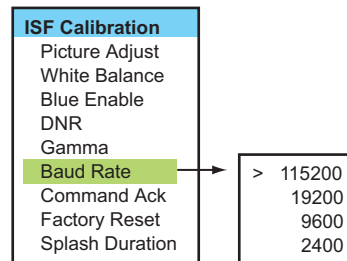 ISF Calibration
Picture Adjust
White Balance
Blue Enable
DNR
Gamma
Baud Rate
Command Ack
Factory Reset
Splash Duration
> 115200
19200
9600
2400